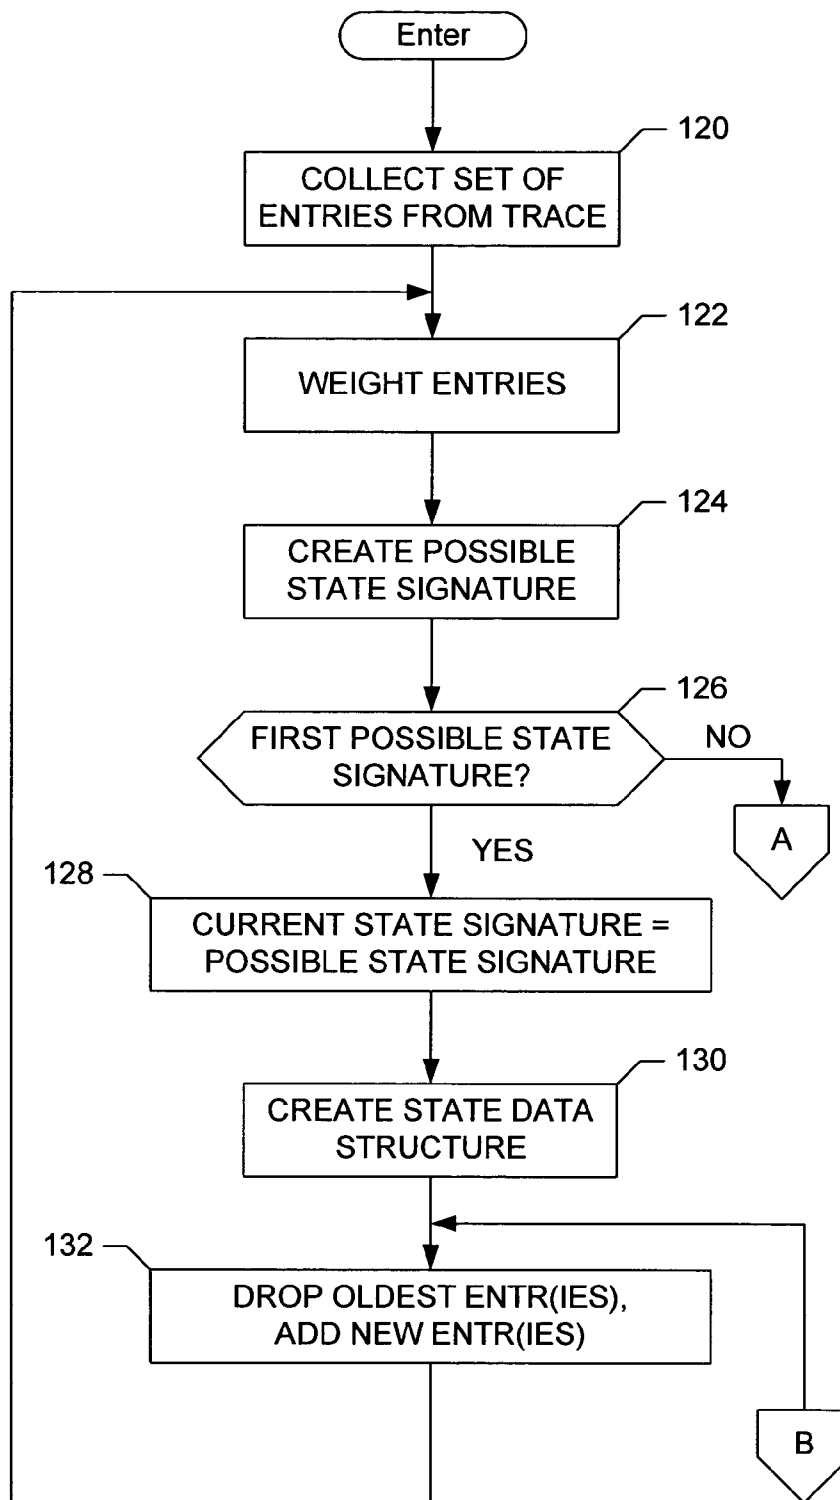 Enter
120
COLLECT SET OF
ENTRIES FROM TRACE
122
WEIGHT ENTRIES
124
CREATE POSSIBLE
STATE SIGNATURE
126
FIRST POSSIBLE STATE
SIGNATURE?
NO
A
YES
128
CURRENT STATE SIGNATURE =
POSSIBLE STATE SIGNATURE
130
CREATE STATE DATA
STRUCTURE
132
DROP OLDEST ENTR(IES),
ADD NEW ENTR(IES)
B